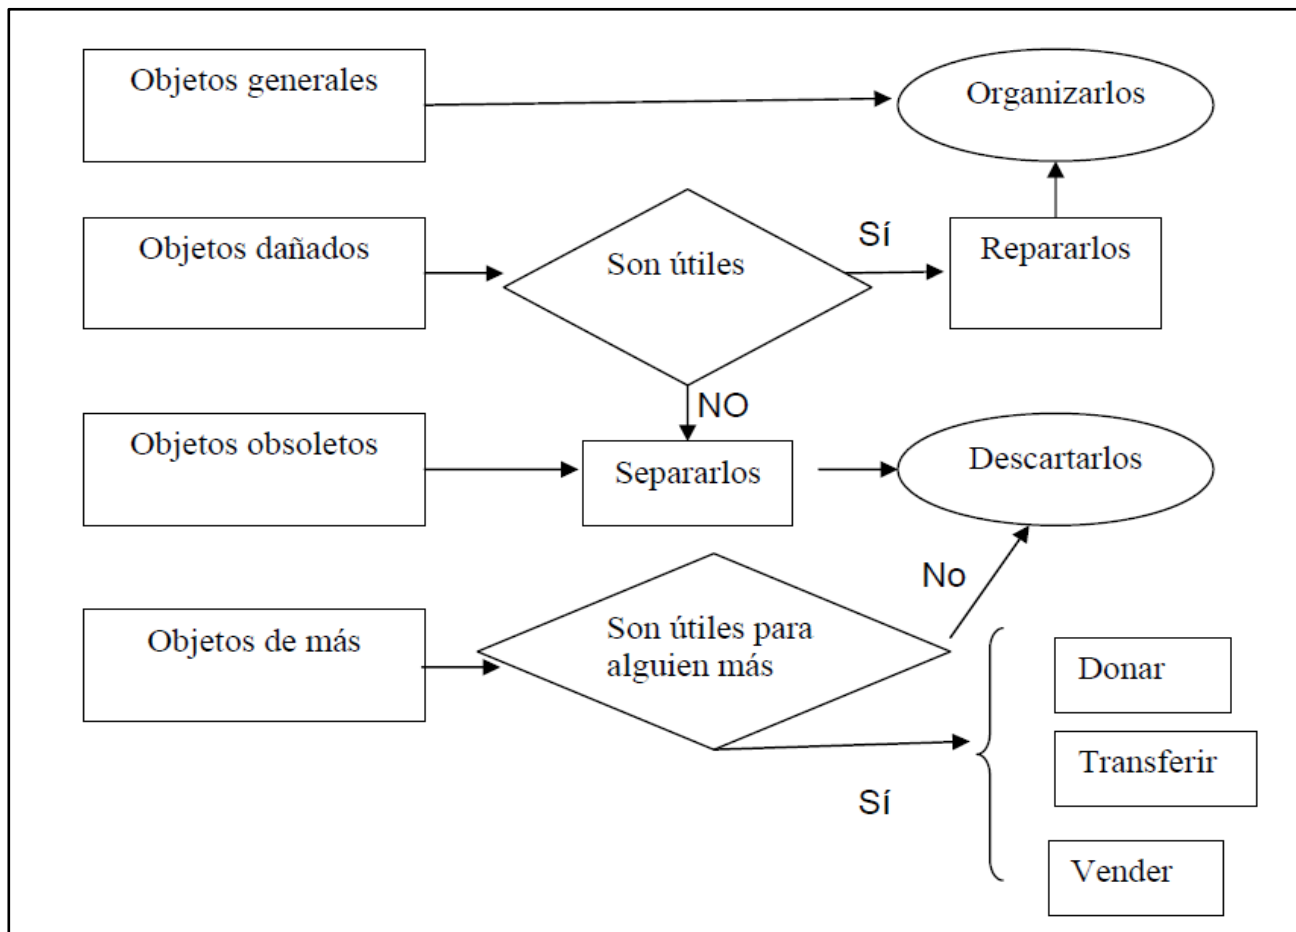 Objetos generales
Organizarlos
Objetos dañados
Son útiles
Sí
Repararlos
NO
Objetos obsoletos
Separarlos
Descartarlos
No
Objetos de más
Son útiles para
alguien más
Donar
Transferir
Sí
Vender